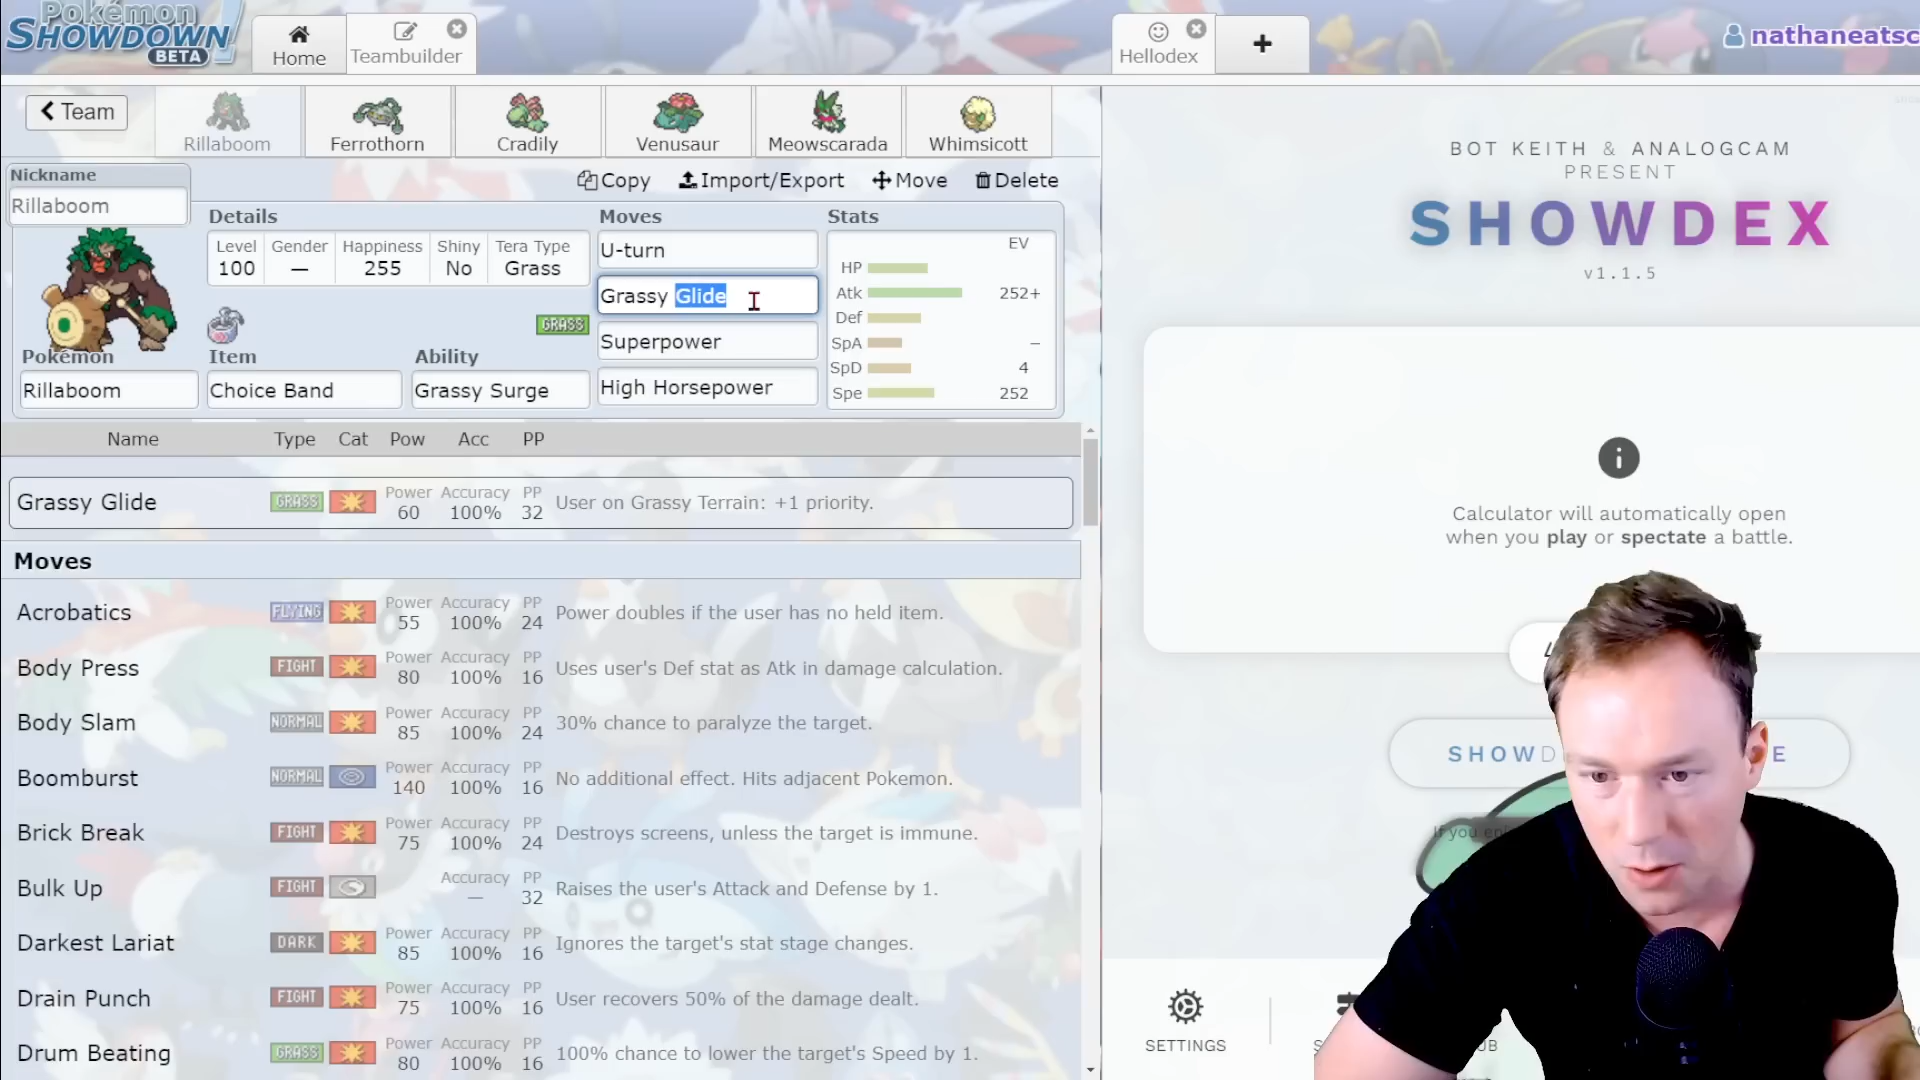 Pokémon
SHOWDOWN!
BETA
Home
Teambuilder
Hellodex
+
nathaneatsc
Team
Rillaboom
Ferrothorn
Cradily
Venusaur
Meowscarada
Whimsicott
Copy
Import/Export
Move
Delete
Nickname
Rillaboom
Details
Level
100
Gender
—
Happiness
255
Shiny
No
Tera Type
Grass
GRASS
Pokémon
Rillaboom
Item
Choice Band
Ability
Grassy Surge
Moves
U-turn
Grassy Glide
Superpower
High Horsepower
Stats
EV
HP
Atk 252+
Def
SpA –
SpD 4
Spe 252
Name Type Cat Pow Acc PP
Grassy Glide GRASS Power 60 Accuracy 100% PP 32 User on Grassy Terrain: +1 priority.
Moves
Acrobatics FLYING Power 55 Accuracy 100% PP 24 Power doubles if the user has no held item.
Body Press FIGHT Power 80 Accuracy 100% PP 16 Uses user's Def stat as Atk in damage calculation.
Body Slam NORMAL Power 85 Accuracy 100% PP 24 30% chance to paralyze the target.
Boomburst NORMAL Power 140 Accuracy 100% PP 16 No additional effect. Hits adjacent Pokemon.
Brick Break FIGHT Power 75 Accuracy 100% PP 24 Destroys screens, unless the target is immune.
Bulk Up FIGHT Accuracy — PP 32 Raises the user's Attack and Defense by 1.
Darkest Lariat DARK Power 85 Accuracy 100% PP 16 Ignores the target's stat stage changes.
Drain Punch FIGHT Power 75 Accuracy 100% PP 16 User recovers 50% of the damage dealt.
Drum Beating GRASS Power 80 Accuracy 100% PP 16 100% chance to lower the target's Speed by 1.
BOT KEITH & ANALOGCAM
PRESENT
SHOWDEX
v1.1.5
Calculator will automatically open
when you play or spectate a battle.
SHOWD
E
If you
SETTINGS